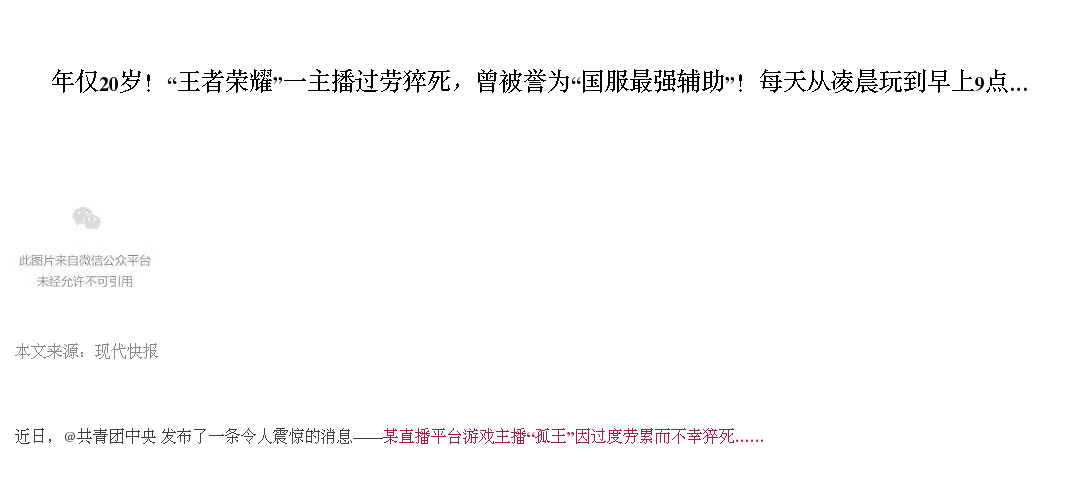 年仅20岁！“王者荣耀”一主播过劳猝死，曾被誉为“国服最强辅助”！每天从凌晨玩到早上9点...
此图片来自微信公众平台
未经允许不可引用
本文来源：现代快报
近日，@共青团中央 发布了一条令人震惊的消息——某直播平台游戏主播“孤王”因过度劳累而不幸猝死……